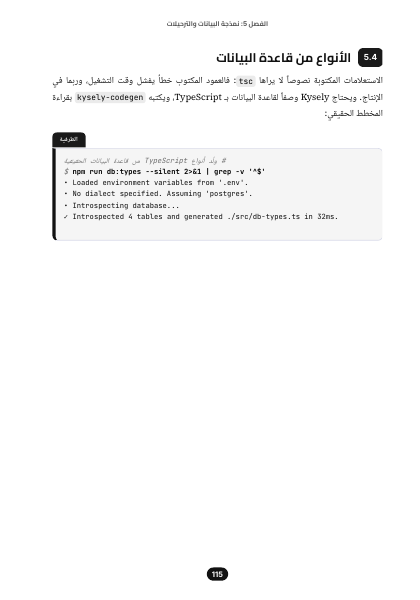 الفصل 5: نمذجة البيانات والترحيلات
5.4 الأنواع من قاعدة البيانات
الاستعلامات المكتوبة نصوصاً لا يراها tsc: فالعمود المكتوب خطأً يفشل وقت التشغيل، وربما في
الإنتاج. ويحتاج Kysely وصفاً لقاعدة البيانات بـ TypeScript، ويكتبه kysely-codegen بقراءة
المخطط الحقيقي:
الطرفية
# ولّد أنواع TypeScript من قاعدة البيانات الحقيقية
$ npm run db:types --silent 2>&1 | grep -v '^$'
• Loaded environment variables from '.env'.
• No dialect specified. Assuming 'postgres'.
• Introspecting database...
✓ Introspected 4 tables and generated ./src/db-types.ts in 32ms.
115